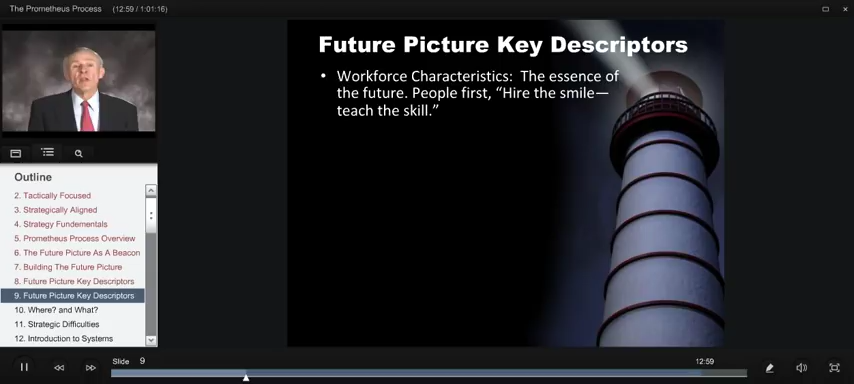 The Prometheus Process (12:59 / 1:01:16)
Future Picture Key Descriptors
• Workforce Characteristics: The essence of
the future. People first, “Hire the smile—
teach the skill.”
Outline
2. Tactically Focused
3. Strategically Aligned
4. Strategy Fundementals
5. Prometheus Process Overview
6. The Future Picture As A Beacon
7. Building The Future Picture
8. Future Picture Key Descriptors
9. Future Picture Key Descriptors
10. Where? and What?
11. Strategic Difficulties
12. Introduction to Systems
Slide 9
12:59